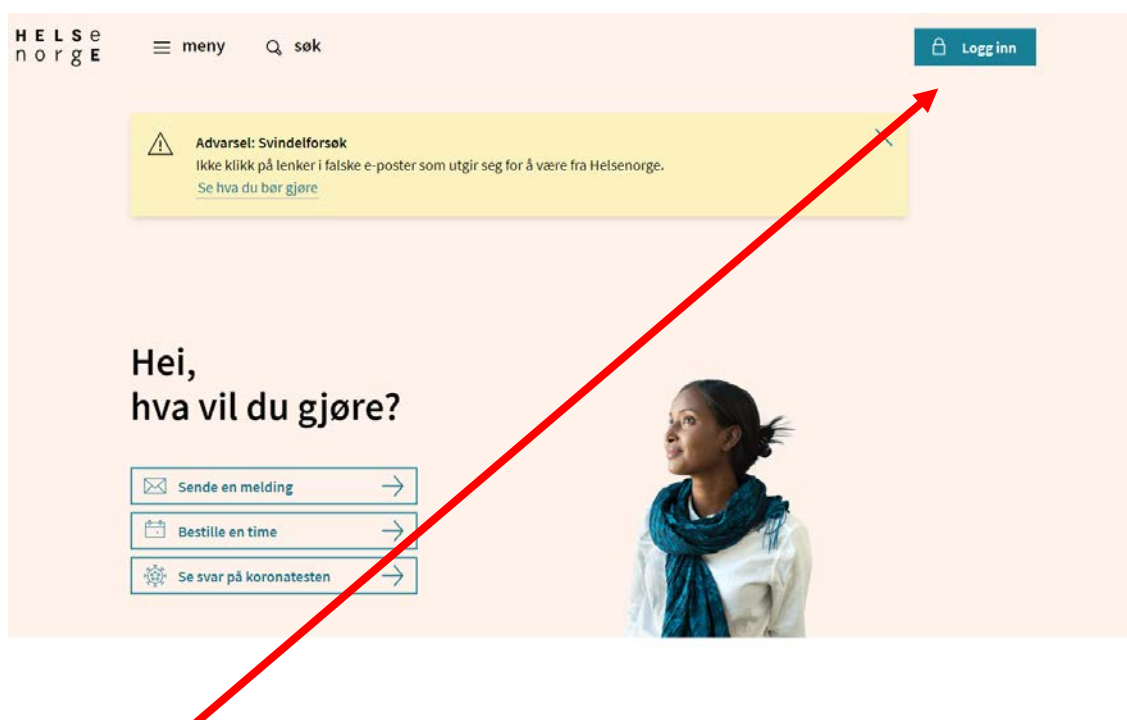 HELSe
norgE
meny
søk
Logg inn
Advarsel: Svindelforsøk
Ikke klikk på lenker i falske e-poster som utgir seg for å være fra Helsenorge.
Se hva du bør gjøre
Hei,
hva vil du gjøre?
Sende en melding
Bestille en time
Se svar på koronatesten